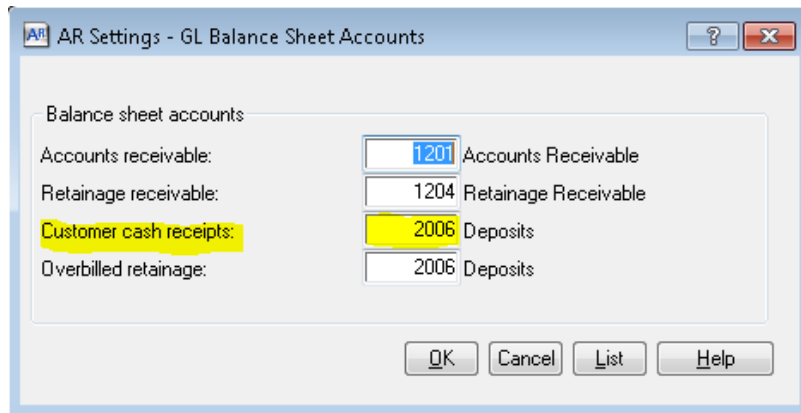 AR AR Settings - GL Balance Sheet Accounts ? X
Balance sheet accounts
Accounts receivable: 1201 Accounts Receivable
Retainage receivable: 1204 Retainage Receivable
Customer cash receipts: 2006 Deposits
Overbilled retainage: 2006 Deposits
OK Cancel List Help